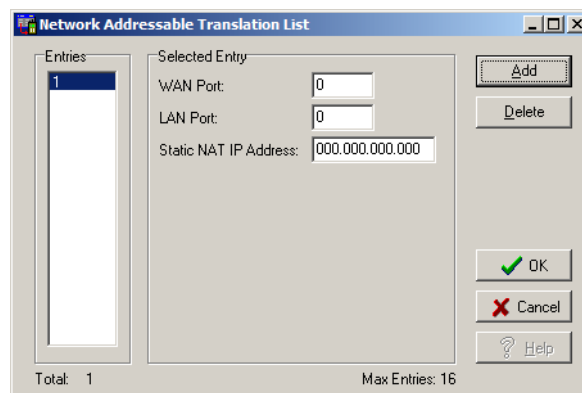 Network Addressable Translation List
Entries
1
Selected Entry
WAN Port: 0
LAN Port: 0
Static NAT IP Address: 000.000.000.000
Add
Delete
OK
Cancel
Help
Total: 1
Max Entries: 16